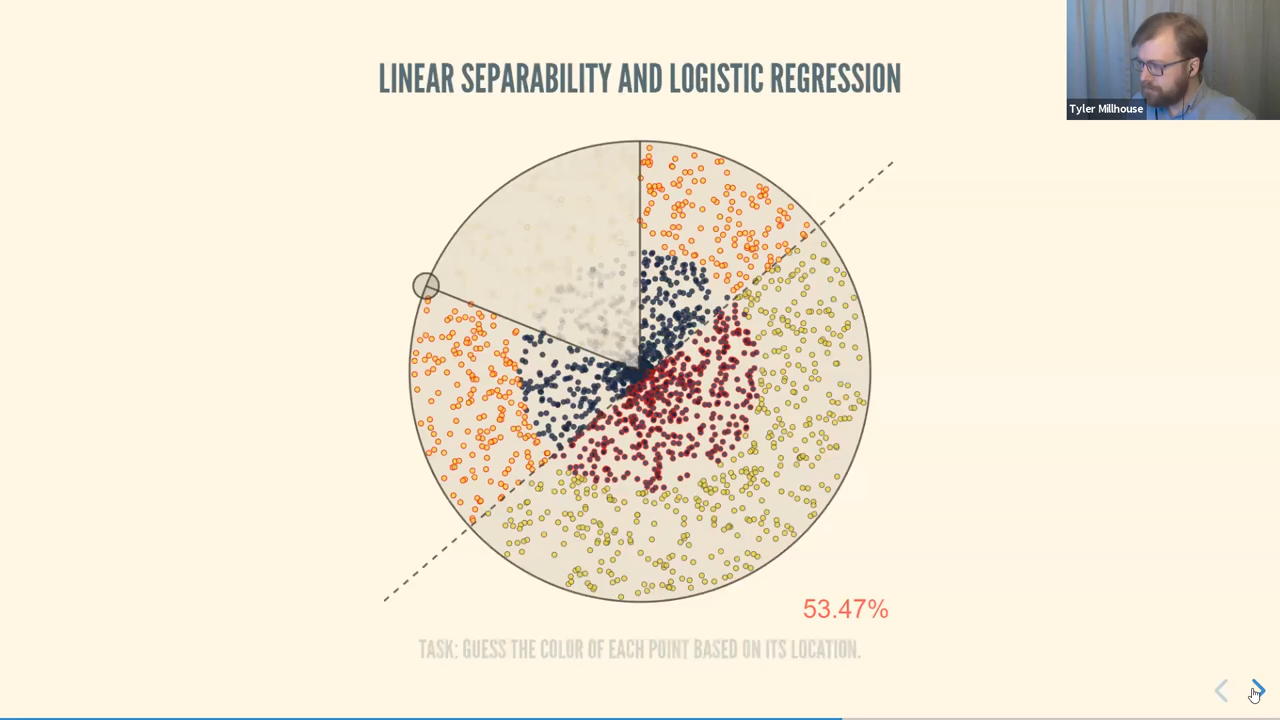 LINEAR SEPARABILITY AND LOGISTIC REGRESSION
Tyler Millhouse
53.47%
TASK: GUESS THE COLOR OF EACH POINT BASED ON ITS LOCATION.